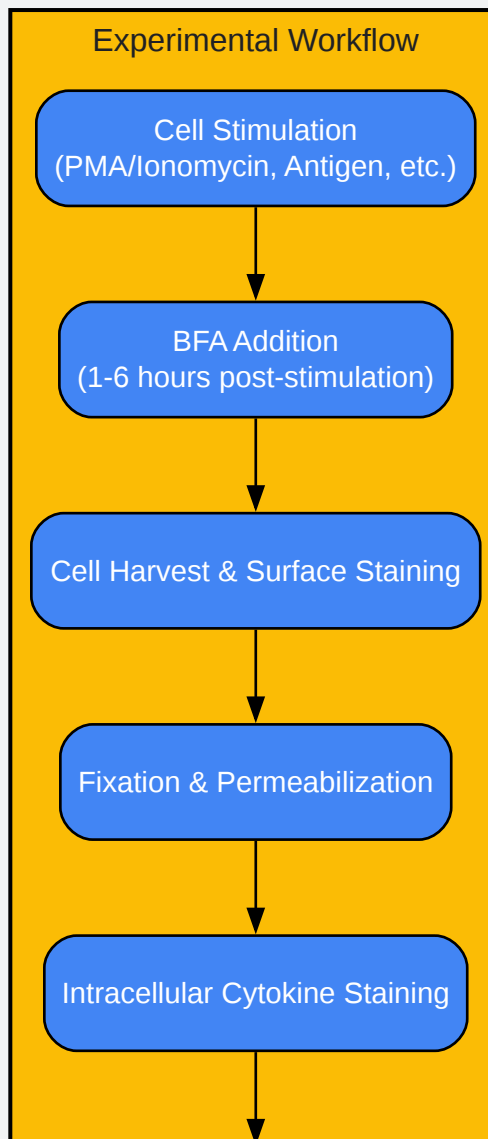 Experimental Workflow
Cell Stimulation
(PMA/Ionomycin, Antigen, etc.)
BFA Addition
(1-6 hours post-stimulation)
Cell Harvest & Surface Staining
Fixation & Permeabilization
Intracellular Cytokine Staining